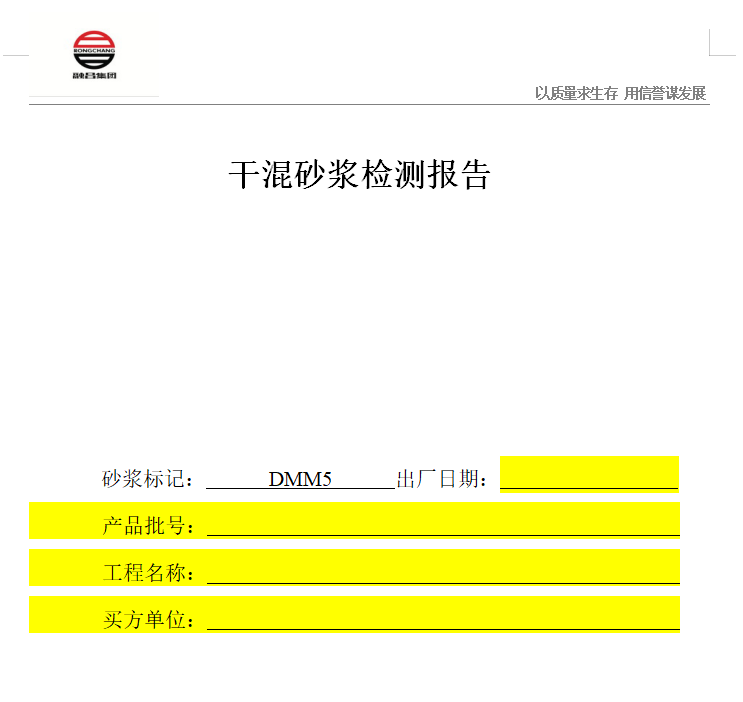 RONGCHANG
融昌集团
以质量求生存 用信誉谋发展
干混砂浆检测报告
砂浆标记： DMM5 出厂日期：
产品批号：
工程名称：
买方单位：